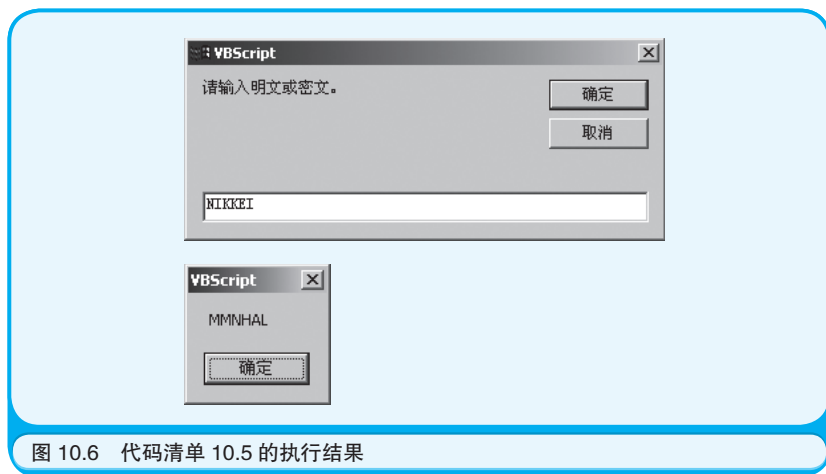 VBScript
请输入明文或密文。
确定
取消
NIKKEI
VBScript
MMNHAL
确定
图 10.6 代码清单 10.5 的执行结果